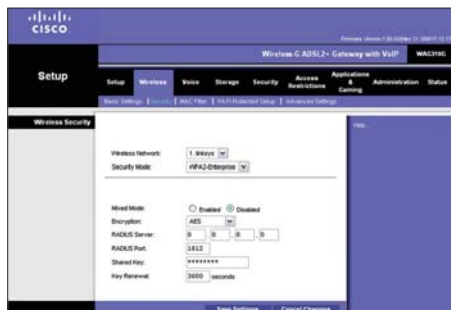 CISCO
Wireless-G ADSL2+ Gateway with VoIP
WAG310G
Setup
Setup
Wireless
Voice
Storage
Security
Access Restrictions
Applications & Gaming
Administration
Status
Basic Settings | Security | MAC Filter | Wi-Fi Protected Setup | Advanced Settings
Wireless Security
Help...
Wireless Network: 1. linksys
Security Mode: WPA2-Enterprise
Mixed Mode: Enabled Disabled
Encryption: AES
RADIUS Server: 0 . 0 . 0 . 0
RADIUS Port: 1812
Shared Key: ********
Key Renewal: 3600 seconds
Save Settings
Cancel Changes